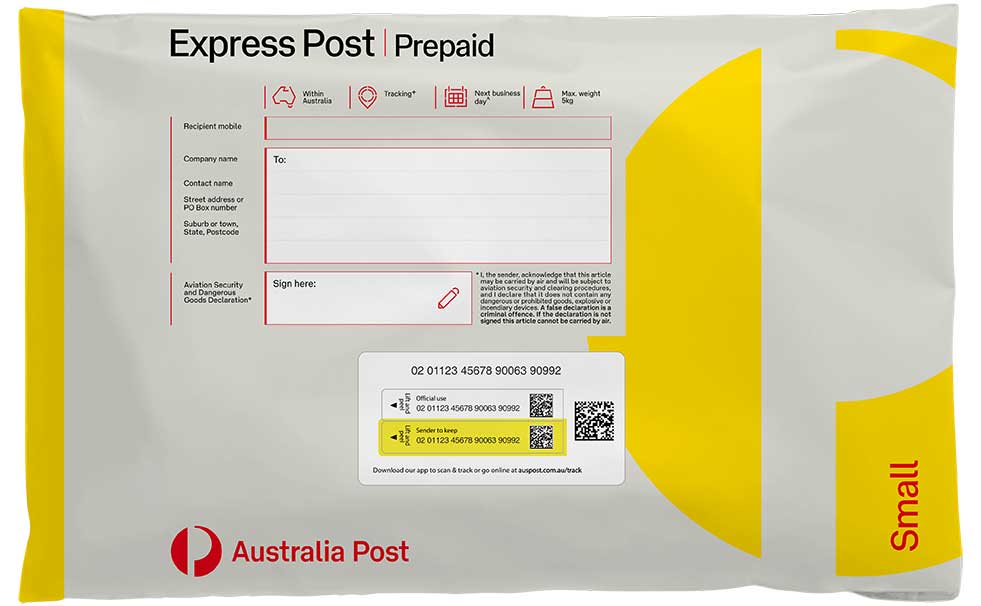 Express Post | Prepaid
Within
Australia
Tracking+
Next business
day^
Max. weight
5kg
Recipient mobile
Company name
To:
Contact name
Street address or
PO Box number
Suburb or town,
State, Postcode
Aviation Security
and Dangerous
Goods Declaration*
Sign here:
* I, the sender, acknowledge that this article
may be carried by air and will be subject to
aviation security and clearing procedures,
and I declare that it does not contain any
dangerous or prohibited goods, explosive or
incendiary devices. A false declaration is a
criminal offence. If the declaration is not
signed this article cannot be carried by air.
02 01123 45678 90063 90992
Lift and
peel
Official use
02 01123 45678 90063 90992
Lift and
peel
Sender to keep
02 01123 45678 90063 90992
Download our app to scan & track or go online at auspost.com.au/track
Small
Australia Post